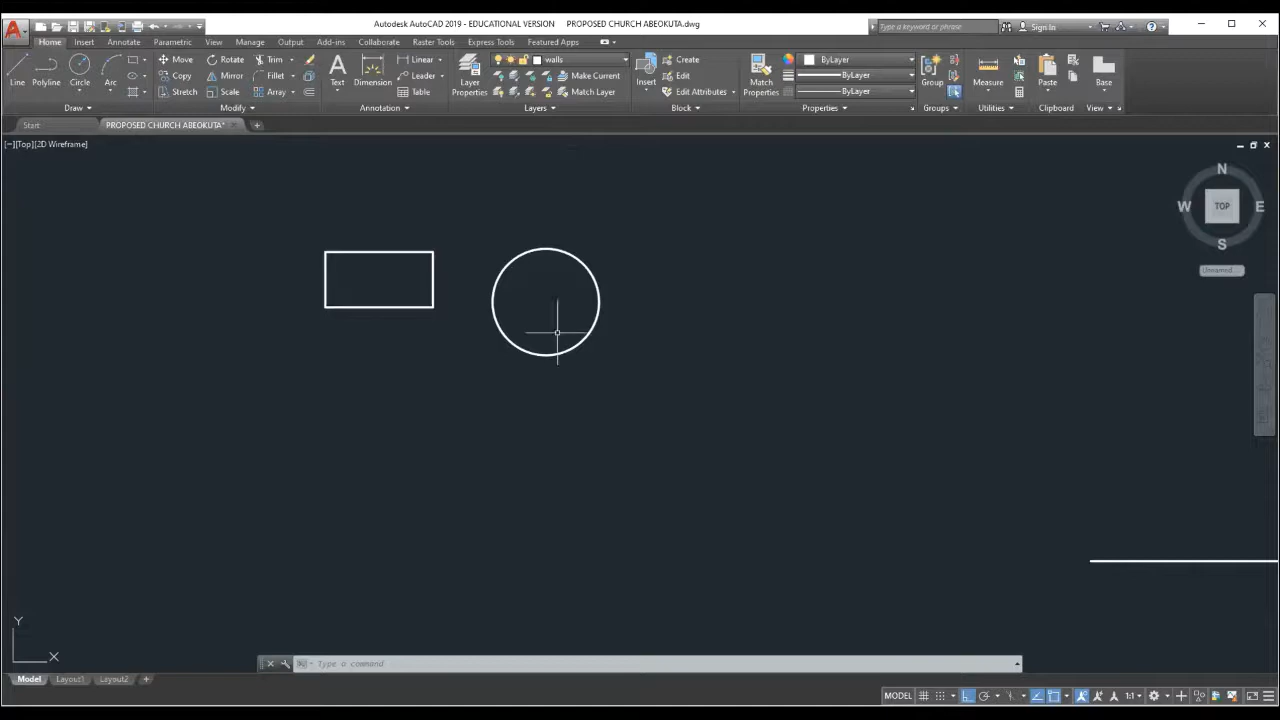 Autodesk AutoCAD 2019 - EDUCATIONAL VERSION PROPOSED CHURCH ABEOKUTA.dwg
Type a keyword or phrase
Sign In
Home Insert Annotate Parametric View Manage Output Add-ins Collaborate Raster Tools Express Tools Featured Apps
Line Polyline Circle Arc
Move Rotate Trim
Copy Mirror Fillet
Stretch Scale Array
Text Dimension
Linear
Leader
Table
Layer Properties
walls
Make Current
Match Layer
Insert
Create
Edit
Edit Attributes
Match Properties
ByLayer
ByLayer
ByLayer
Group
Measure
Paste
Base
Draw Modify Annotation Layers Block Properties Groups Utilities Clipboard View
Start PROPOSED CHURCH ABEOKUTA*
[−][Top][2D Wireframe]
N
W TOP E
S
Unnamed
Y
X
Type a command
Model Layout1 Layout2
MODEL 1:1